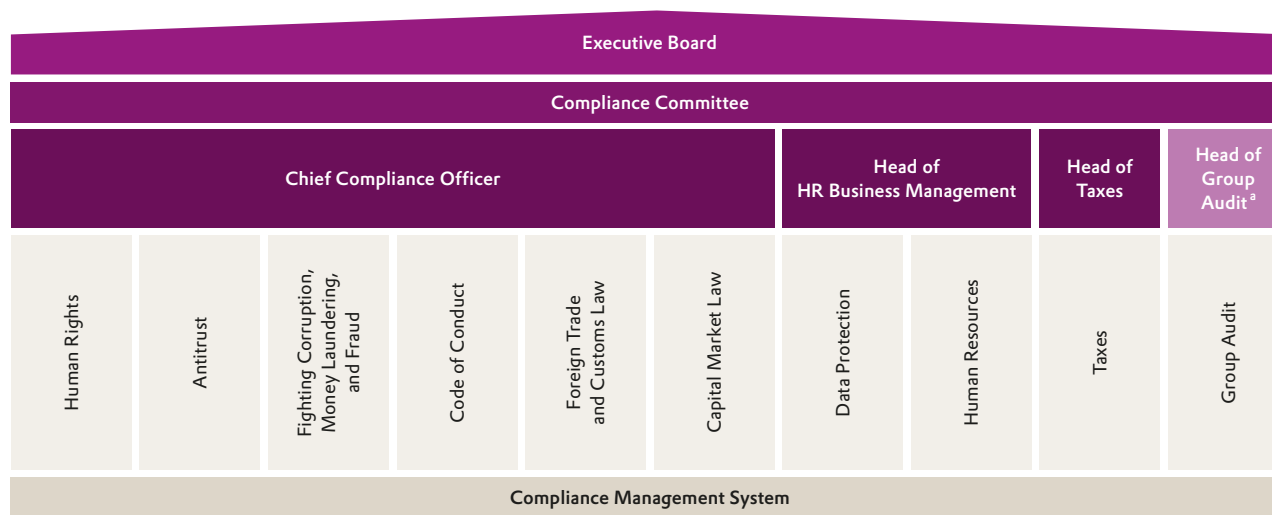 Executive Board
Compliance Committee
Chief Compliance Officer
Head of
HR Business Management
Head of
Taxes
Head of
Group
Audit a
Human Rights
Antitrust
Fighting Corruption,
Money Laundering,
and Fraud
Code of Conduct
Foreign Trade
and Customs Law
Capital Market Law
Data Protection
Human Resources
Taxes
Group Audit
Compliance Management System